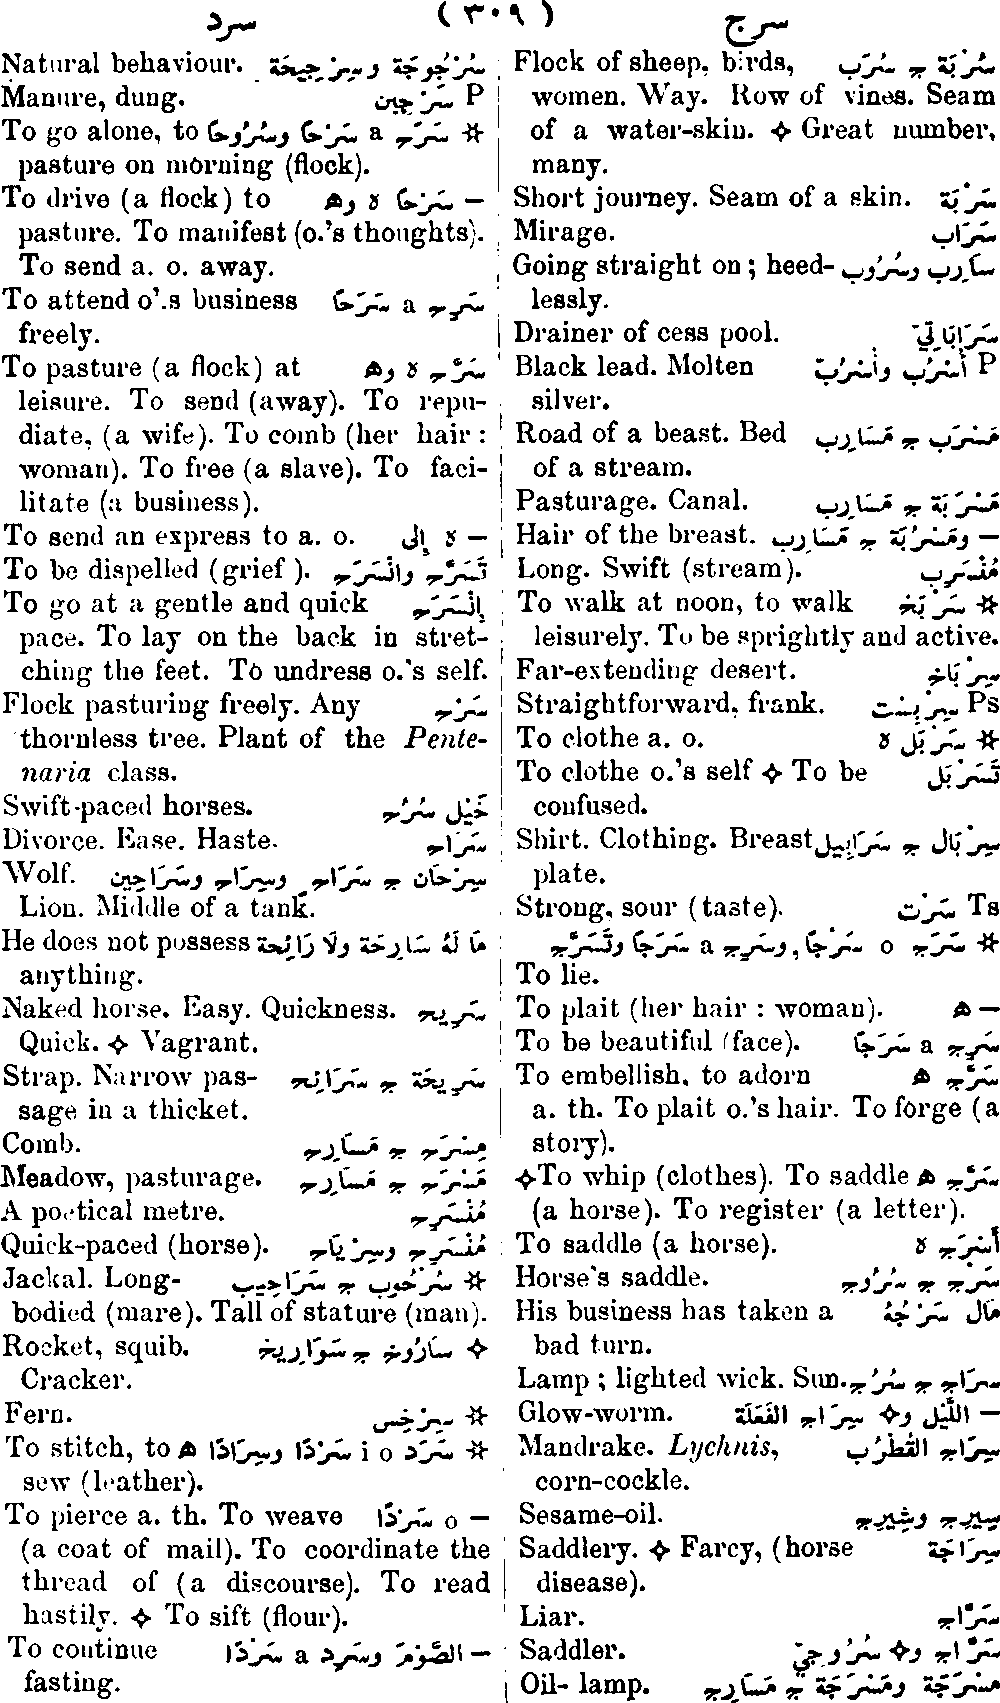 سرج (٣٠٩) سرد
Flock of sheep, birds, سُرْبَة ج سُرَب
women. Way. Row of vines. Seam
of a water-skin. ✧ Great number,
many.
Short journey. Seam of a skin. سَرْبَة
Mirage. سَرَاب
Going straight on ; heed- سَارِب وسُرُوب
lessly.
Drainer of cess pool. سَرَابَاتِيّ
Black lead. Molten أُسْرُب وأُسْرُبّ P
silver.
Road of a beast. Bed مَسْرَب ج مَسَارِب
of a stream.
Pasturage. Canal. مَسْرَبَة ج مَسَارِب
Hair of the breast. — ومَسْرُبَة ج مَسَارِب
Long. Swift (stream). مُنْسَرِب
To walk at noon, to walk ☆ سَرْبَخ
leisurely. To be sprightly and active.
Far-extending desert. سِرْبَاخ
Straightforward, frank. سِرْبِسْت Ps
To clothe a. o. ☆ سَرْبَل ه
To clothe o.'s self ✧ To be تَسَرْبَل
confused.
Shirt. Clothing. Breast سِرْبَال ج سَرَابِيل
plate.
Strong, sour (taste). سَرْت Ts
☆ سَرَج o سَرْجًا, وسَرِج a سَرَجًا وتَسَرَّج
To lie.
To plait (her hair : woman). — ه
To be beautiful (face). سَرِج a سَرَجًا
To embellish, to adorn سَرَّج ه
a. th. To plait o.'s hair. To forge (a
story).
✧To whip (clothes). To saddle سَرَّج ه
(a horse). To register (a letter).
To saddle (a horse). أَسْرَج ه
Horse's saddle. سَرْج ج سُرُوج
His business has taken a مَال سَرْجُهُ
bad turn.
Lamp ; lighted wick. Sun. سِرَاج ج سُرُج
Glow-worm. — اللَّيْل و✧ سِرَاج الفَعَلَة
Mandrake. Lychnis, سِرَاج القُطْرُب
corn-cockle.
Sesame-oil. سِيرِج وشِيرِج
Saddlery. ✧ Farcy, (horse سِرَاجَة
disease).
Liar. سَرَّاج
Saddler. سَرَّاج و✧ سُرُوجِيّ
Oil- lamp. مِسْرَجَة ومَسْرَجَة ج مَسَارِج
Natural behaviour. سُرْجُوجَة وسِرْجِيجَة
Manure, dung. سَرْجِين P
To go alone, to ☆ سَرَح a سَرْحًا وسُرُوحًا
pasture on morning (flock).
To drive (a flock) to — سَرْحًا ه وه
pasture. To manifest (o.'s thoughts).
To send a. o. away.
To attend o'.s business سَرِح a سَرَحًا
freely.
To pasture (a flock) at سَرَّح ه وه
leisure. To send (away). To repu-
diate, (a wife). To comb (her hair :
woman). To free (a slave). To faci-
litate (a business).
To send an express to a. o. — ه إِلى
To be dispelled (grief). تَسَرَّح وانْسَرَح
To go at a gentle and quick إِنْسَرَح
pace. To lay on the back in stret-
ching the feet. To undress o.'s self.
Flock pasturing freely. Any سَرْح
thornless tree. Plant of the Pente-
naria class.
Swift-paced horses. خَيْل سُرُح
Divorce. Ease. Haste. سَرَاح
Wolf. سِرْحَان ج سَرَاح وسِرَاح وسَرَاحِين
Lion. Middle of a tank.
He does not possess مَا لَهُ سَارِحَة ولَا رَائِحة
anything.
Naked horse. Easy. Quickness. سَرِيح
Quick. ✧ Vagrant.
Strap. Narrow pas- سَرِيحَة ج سَرَائِح
sage in a thicket.
Comb. مِسْرَح ج مَسَارِح
Meadow, pasturage. مَسْرَح ج مَسَارِح
A poetical metre. مُنْسَرِح
Quick-paced (horse). مُنْسَرِح وسِرْيَاح
Jackal. Long- ☆ سُرْحُوب ج سَرَاحِيب
bodied (mare). Tall of stature (man).
Rocket, squib. ✧ سَارُوخ ج سَوَارِيخ
Cracker.
Fern. ☆ سِرْخِس
To stitch, to ☆ سَرَد i o سَرْدًا وسِرَادًا ه
sew (leather).
To pierce a. th. To weave — o سَرْدًا
(a coat of mail). To coordinate the
thread of (a discourse). To read
hastily. ✧ To sift (flour).
To continue — الصَّوْمَ وسَرِد a سَرْدًا
fasting.